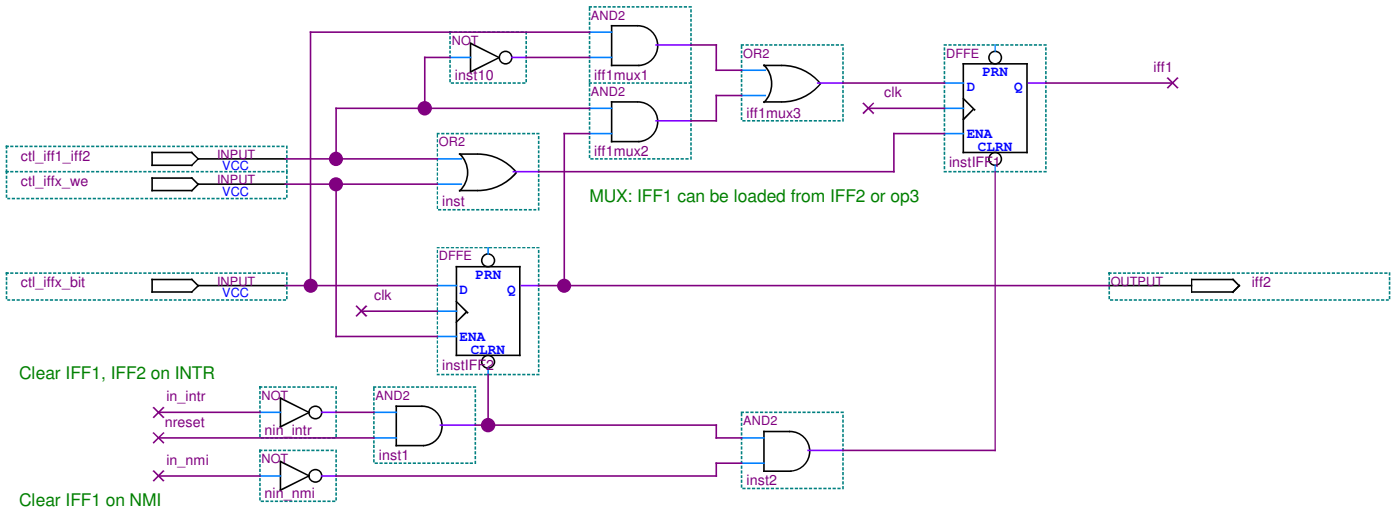 AND2
iff1mux1
NOT
inst10
AND2
iff1mux2
OR2
iff1mux3
DFFE
PRN
D
Q
ENA
CLRN
instIFF1
clk
iff1
ctl_iff1_iff2
INPUT
VCC
ctl_iffx_we
INPUT
VCC
OR2
inst
MUX: IFF1 can be loaded from IFF2 or op3
ctl_iffx_bit
INPUT
VCC
DFFE
PRN
D
Q
ENA
CLRN
instIFF2
clk
OUTPUT
iff2
Clear IFF1, IFF2 on INTR
in_intr
nreset
NOT
nin_intr
AND2
inst1
in_nmi
NOT
nin_nmi
AND2
inst2
Clear IFF1 on NMI